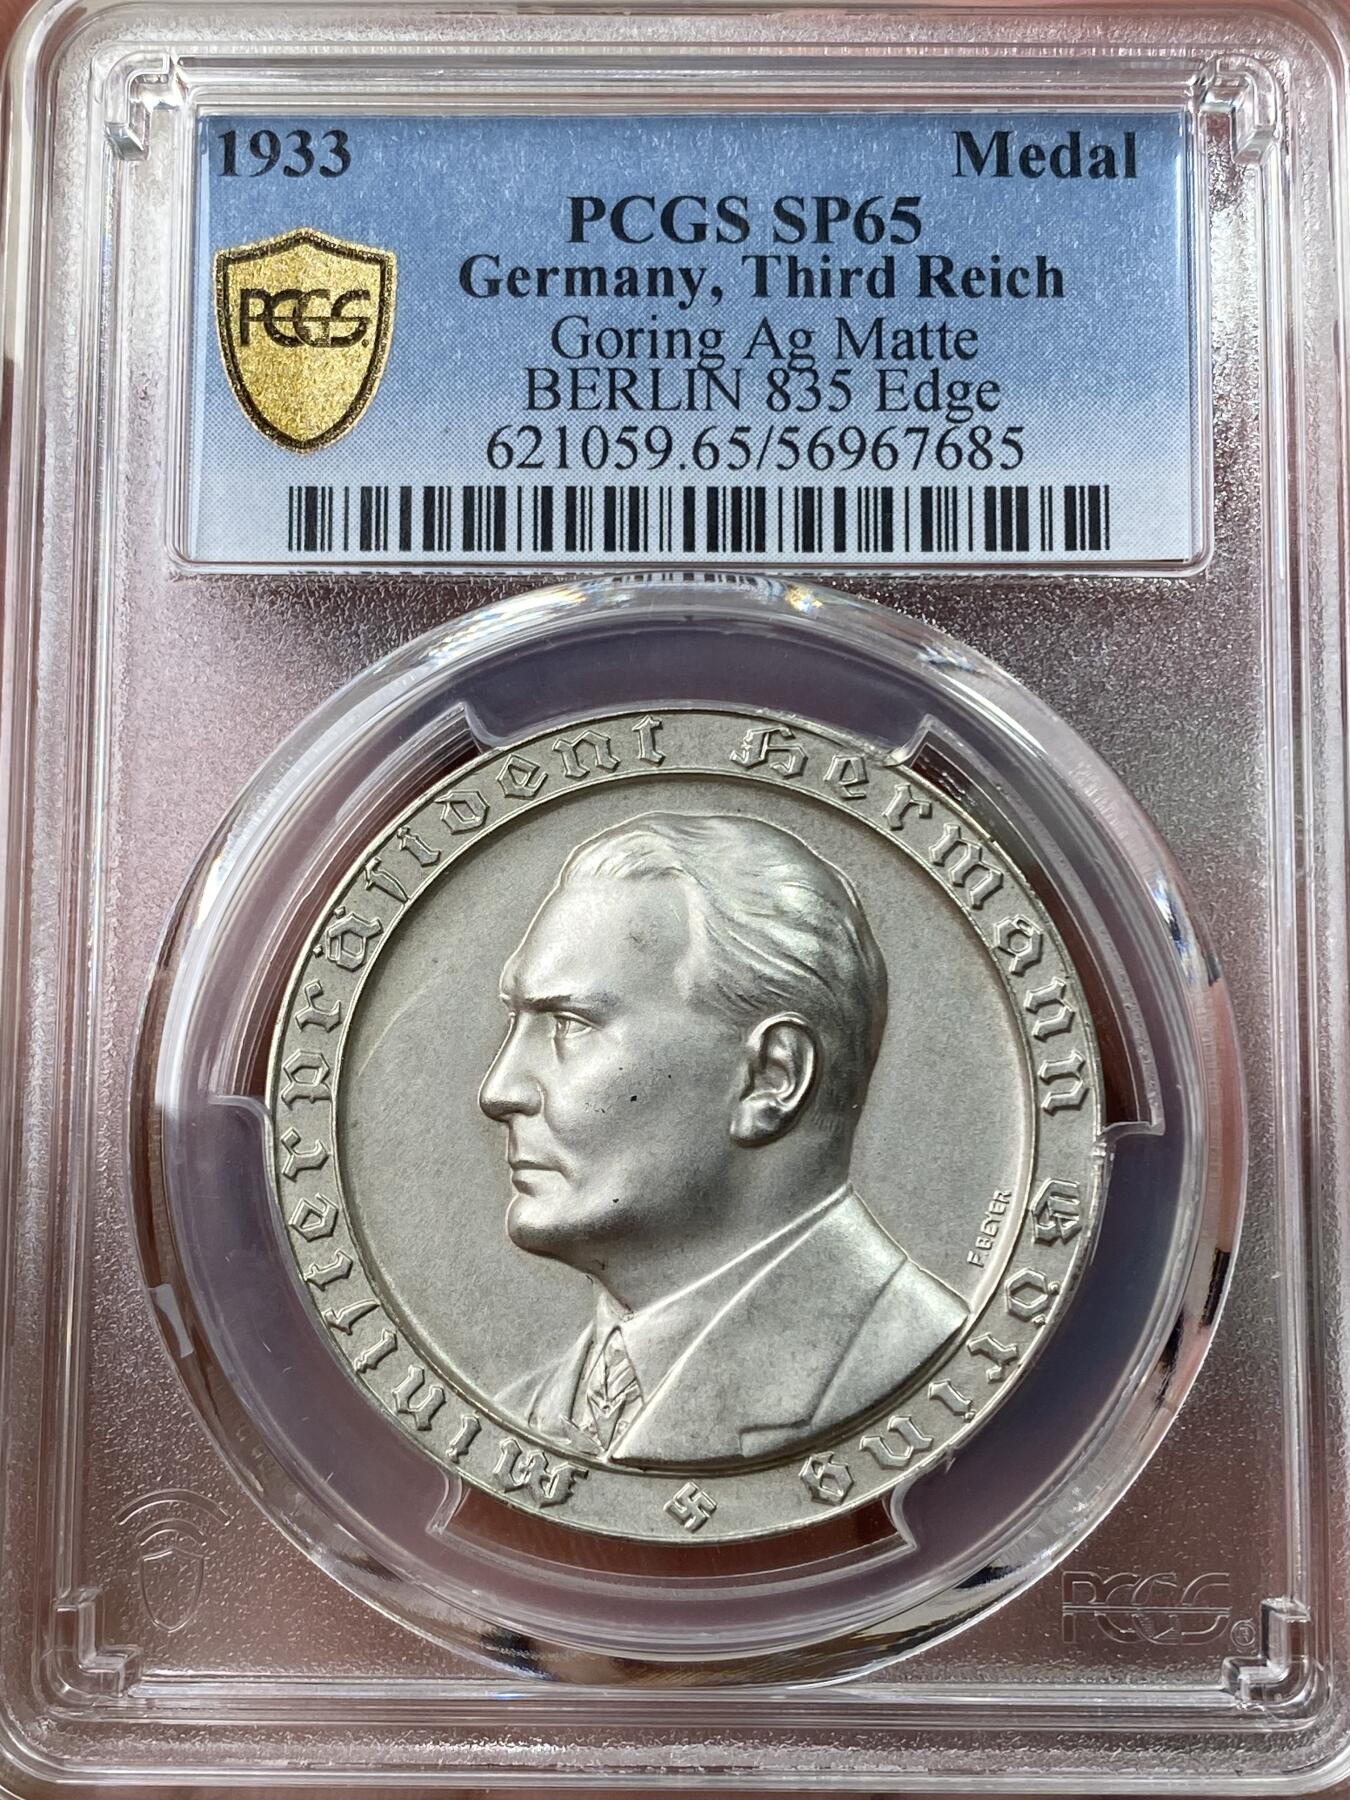 1933 Medal
PCGS SP65
Germany, Third Reich
PCGS
Goring Ag Matte
BERLIN 835 Edge
621059.65/56967685
Ministerpräsident Hermann Göring
F. BEYER
PCGS